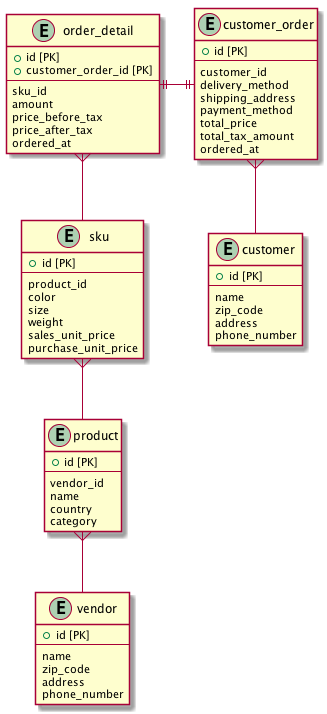 E order_detail
id [PK]
customer_order_id [PK]
sku_id
amount
price_before_tax
price_after_tax
ordered_at
E customer_order
id [PK]
customer_id
delivery_method
shipping_address
payment_method
total_price
total_tax_amount
ordered_at
E sku
id [PK]
product_id
color
size
weight
sales_unit_price
purchase_unit_price
E customer
id [PK]
name
zip_code
address
phone_number
E product
id [PK]
vendor_id
name
country
category
E vendor
id [PK]
name
zip_code
address
phone_number